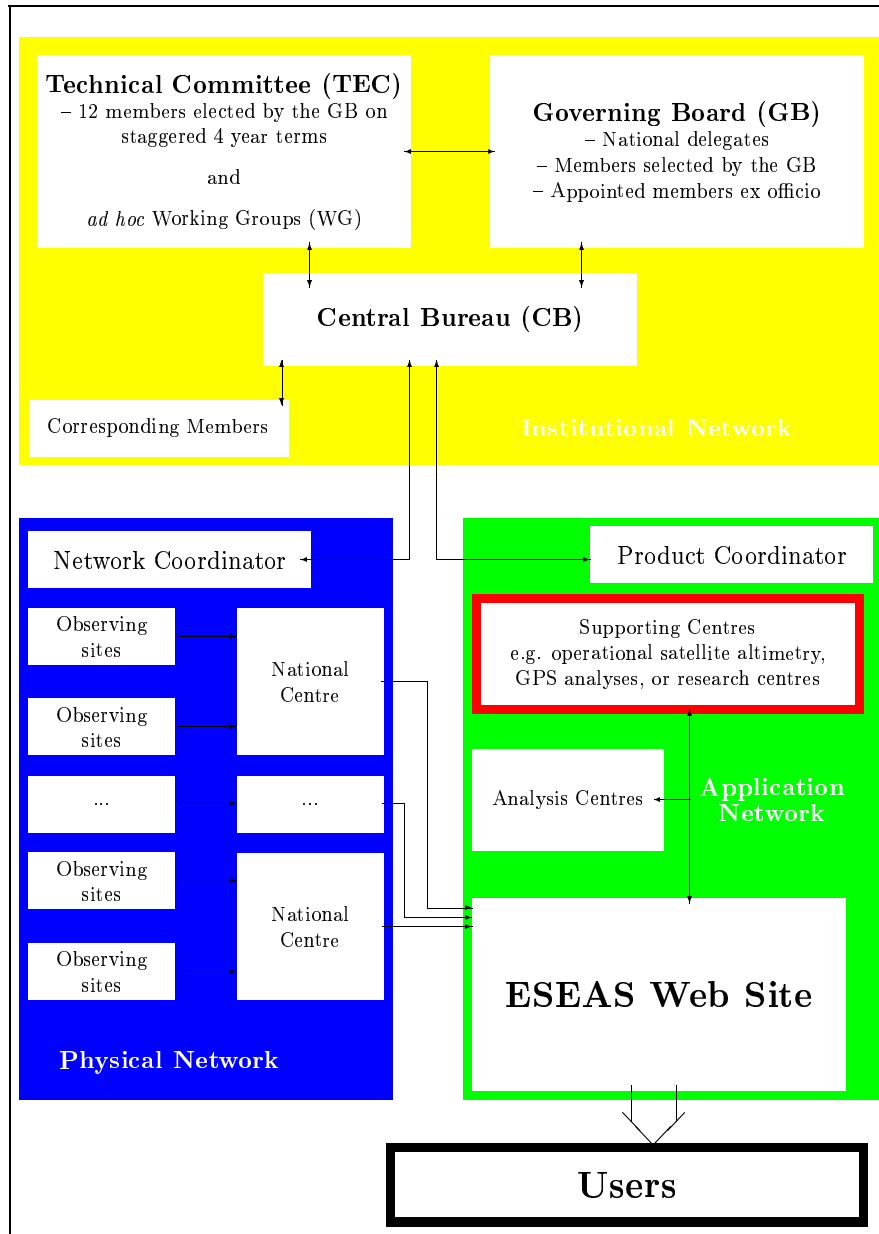 Technical Committee (TEC)
– 12 members elected by the GB on
staggered 4 year terms
and
ad hoc Working Groups (WG)
Governing Board (GB)
– National delegates
– Members selected by the GB
– Appointed members ex officio
Central Bureau (CB)
Corresponding Members
Institutional Network
Network Coordinator
Observing
sites
Observing
sites
...
Observing
sites
Observing
sites
National
Centre
...
National
Centre
Physical Network
Product Coordinator
Supporting Centres
e.g. operational satellite altimetry,
GPS analyses, or research centres
Analysis Centres
Application
Network
ESEAS Web Site
Users